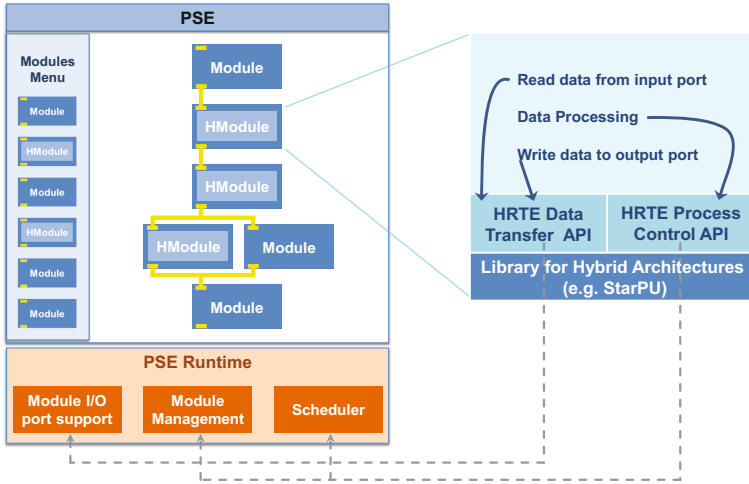 PSE
Modules
Menu
Module
HModule
Module
HModule
Module
Module
Module
HModule
HModule
HModule
Module
Module
Read data from input port
Data Processing
Write data to output port
HRTE Data
Transfer API
HRTE Process
Control API
Library for Hybrid Architectures
(e.g. StarPU)
PSE Runtime
Module I/O
port support
Module
Management
Scheduler